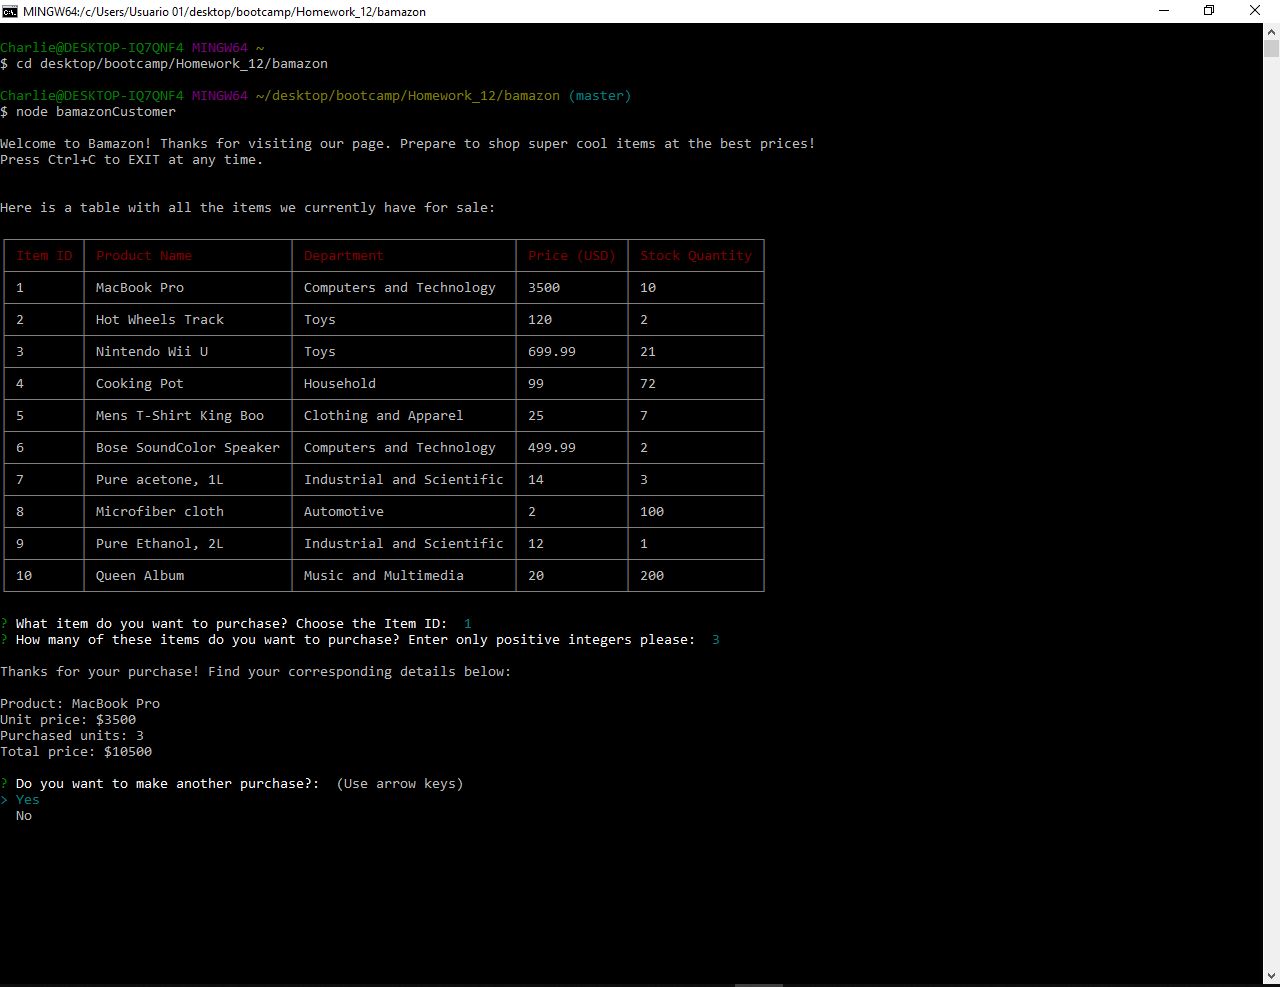 MINGW64:/c/Users/Usuario 01/desktop/bootcamp/Homework_12/bamazon
Charlie@DESKTOP-IQ7QNF4 MINGW64 ~
$ cd desktop/bootcamp/Homework_12/bamazon
Charlie@DESKTOP-IQ7QNF4 MINGW64 ~/desktop/bootcamp/Homework_12/bamazon (master)
$ node bamazonCustomer
Welcome to Bamazon! Thanks for visiting our page. Prepare to shop super cool items at the best prices!
Press Ctrl+C to EXIT at any time.
Here is a table with all the items we currently have for sale:
Item ID Product Name Department Price (USD) Stock Quantity
1 MacBook Pro Computers and Technology 3500 10
2 Hot Wheels Track Toys 120 2
3 Nintendo Wii U Toys 699.99 21
4 Cooking Pot Household 99 72
5 Mens T-Shirt King Boo Clothing and Apparel 25 7
6 Bose SoundColor Speaker Computers and Technology 499.99 2
7 Pure acetone, 1L Industrial and Scientific 14 3
8 Microfiber cloth Automotive 2 100
9 Pure Ethanol, 2L Industrial and Scientific 12 1
10 Queen Album Music and Multimedia 20 200
? What item do you want to purchase? Choose the Item ID: 1
? How many of these items do you want to purchase? Enter only positive integers please: 3
Thanks for your purchase! Find your corresponding details below:
Product: MacBook Pro
Unit price: $3500
Purchased units: 3
Total price: $10500
? Do you want to make another purchase?: (Use arrow keys)
> Yes
No